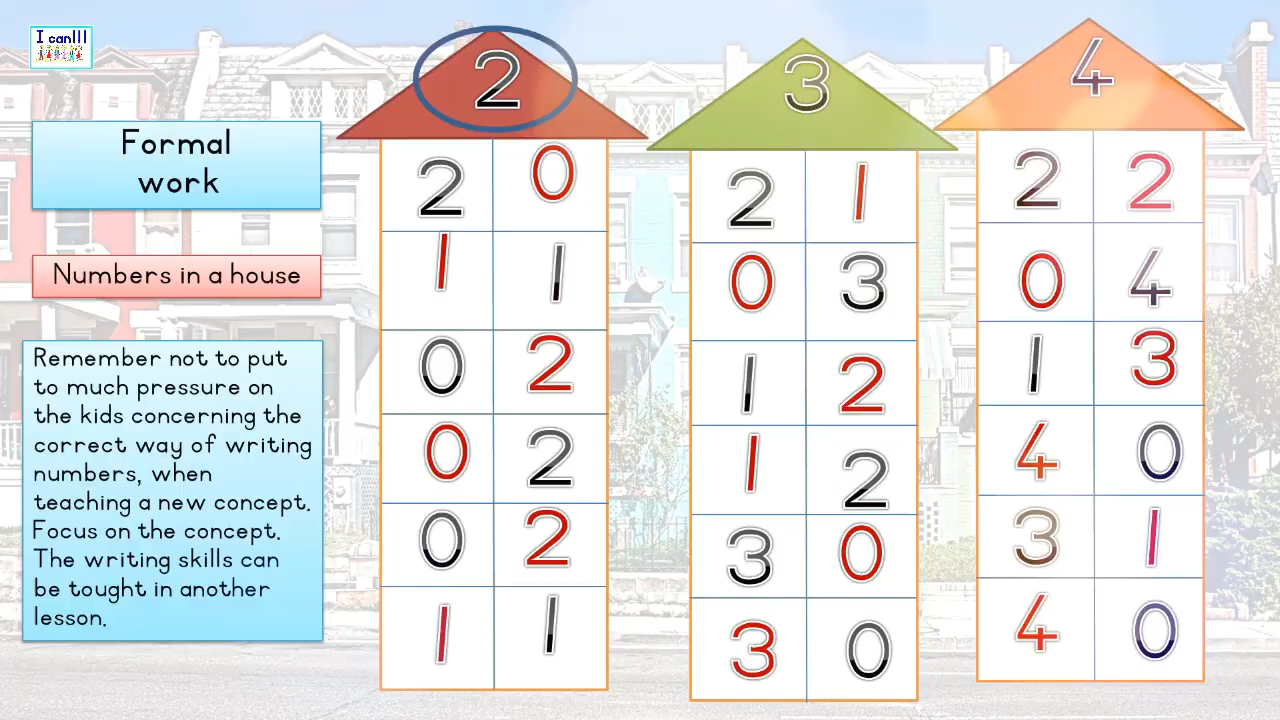 I can!!!
Formal
work
Numbers in a house
Remember not to put
to much pressure on
the kids concerning the
correct way of writing
numbers, when
teaching a new concept.
Focus on the concept.
The writing skills can
be tought in another
lesson.
2
2 0
1 1
0 2
0 2
0 2
1 1
3
2 1
0 3
1 2
1 2
3 0
3 0
4
2 2
0 4
1 3
4 0
3 1
4 0